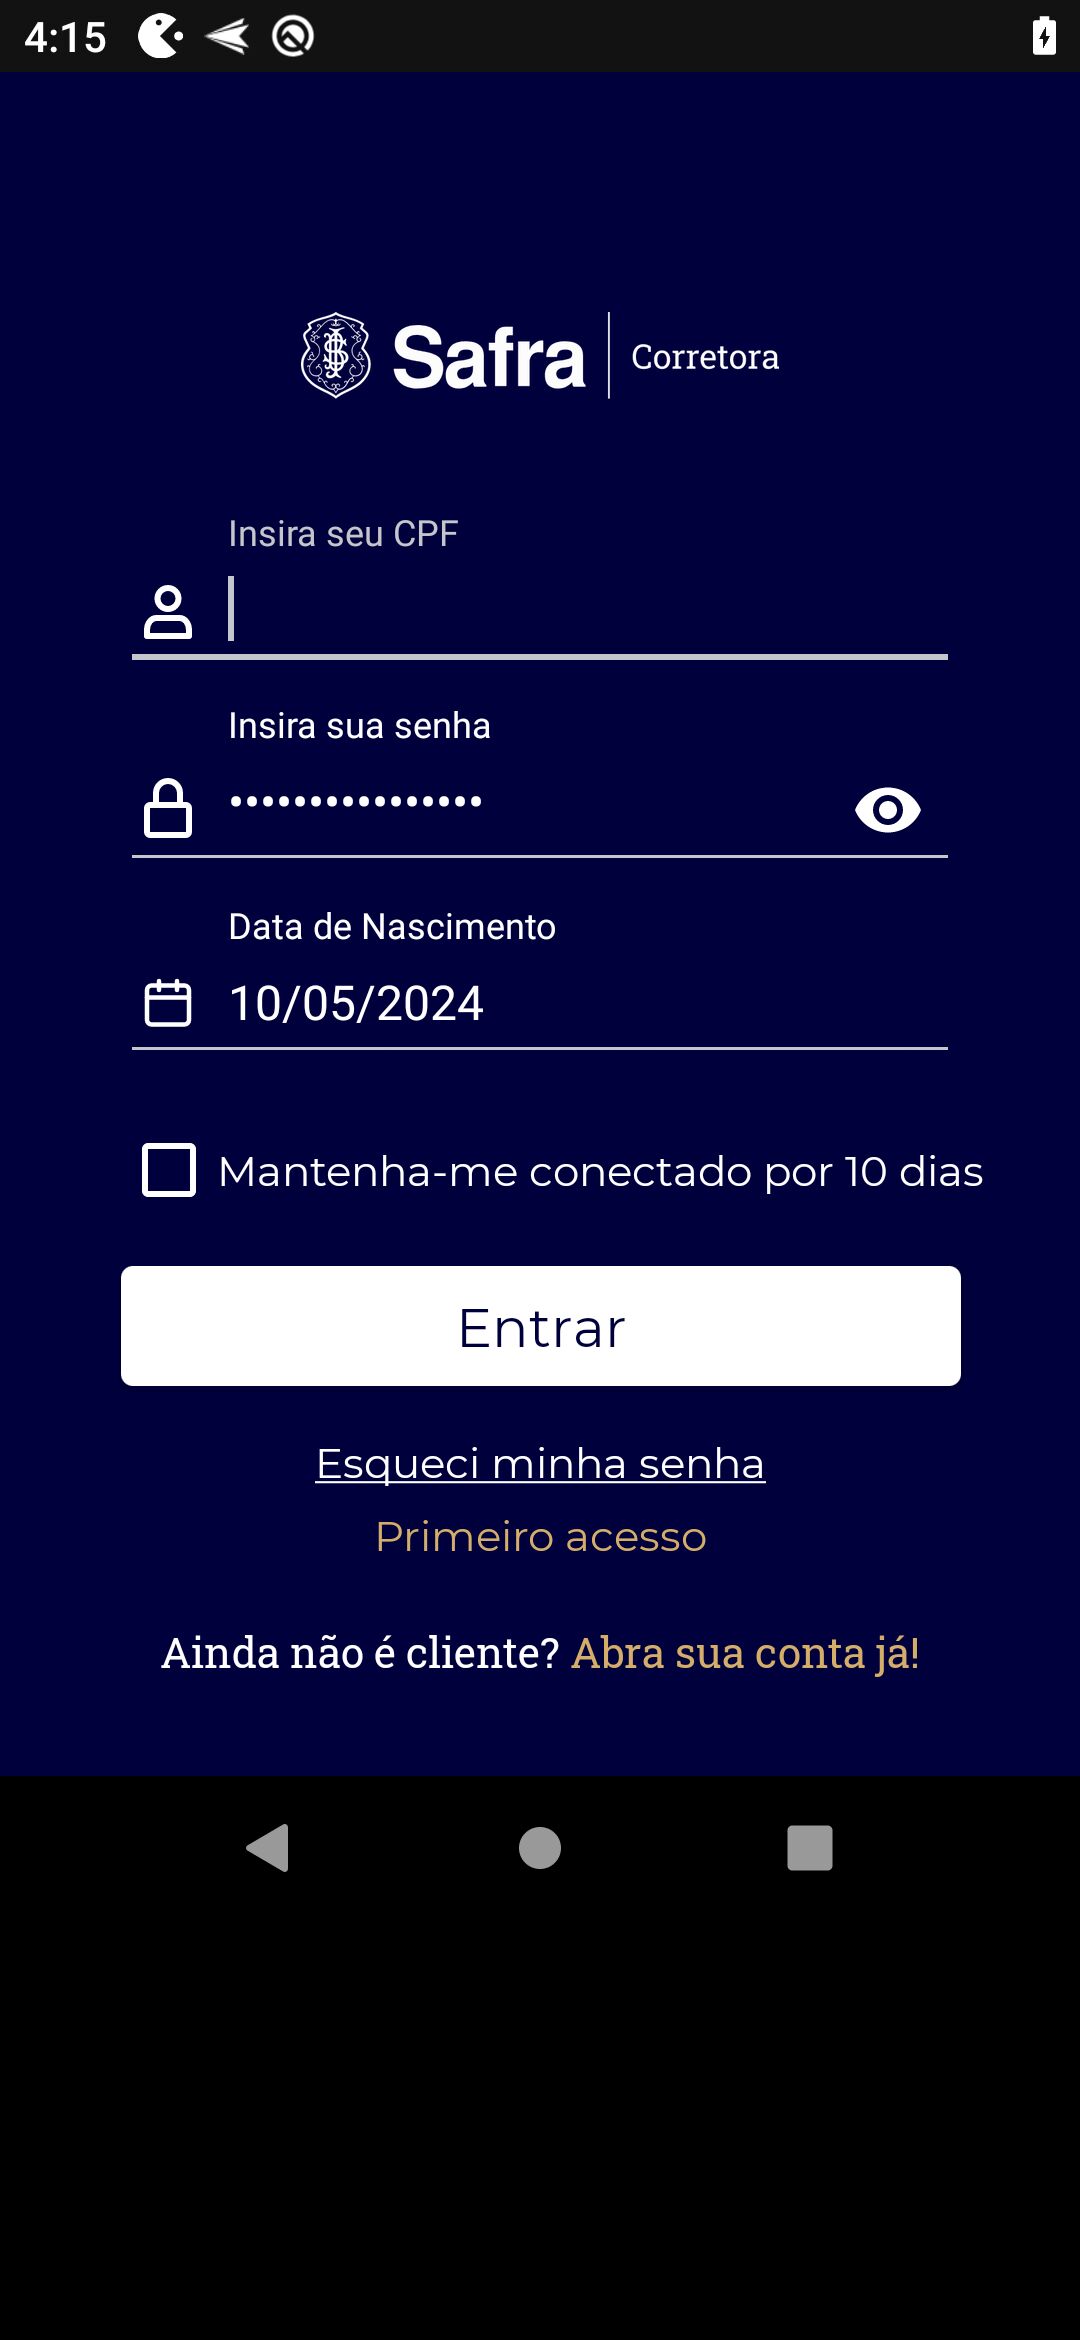 4:15
Safra Corretora
Insira seu CPF
Insira sua senha
••••••••••••••••
Data de Nascimento
10/05/2024
Mantenha-me conectado por 10 dias
Entrar
Esqueci minha senha
Primeiro acesso
Ainda não é cliente? Abra sua conta já!